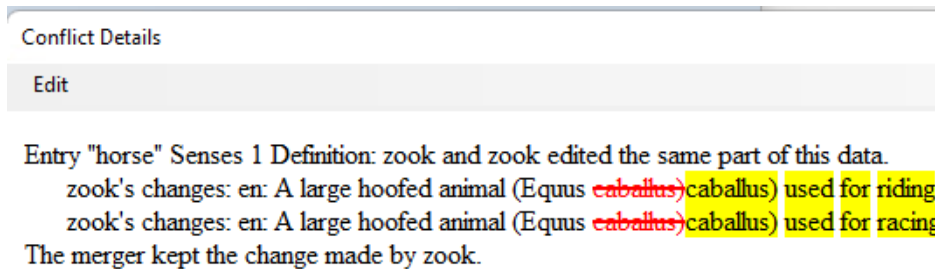 Conflict Details
Edit
Entry "horse" Senses 1 Definition: zook and zook edited the same part of this data.
zook's changes: en: A large hoofed animal (Equus caballus)caballus) used for riding
zook's changes: en: A large hoofed animal (Equus caballus)caballus) used for racing
The merger kept the change made by zook.